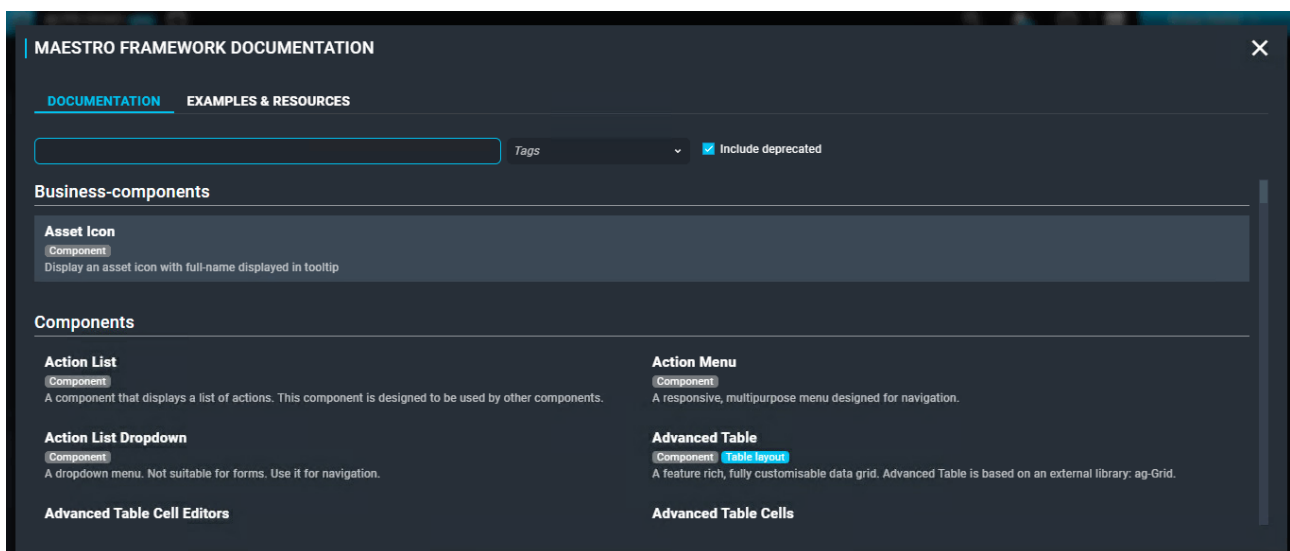 MAESTRO FRAMEWORK DOCUMENTATION
DOCUMENTATION EXAMPLES & RESOURCES
Tags Include deprecated
Business-components
Asset Icon
Component
Display an asset icon with full-name displayed in tooltip
Components
Action List
Component
A component that displays a list of actions. This component is designed to be used by other components.
Action Menu
Component
A responsive, multipurpose menu designed for navigation.
Action List Dropdown
Component
A dropdown menu. Not suitable for forms. Use it for navigation.
Advanced Table
Component Table layout
A feature rich, fully customisable data grid. Advanced Table is based on an external library: ag-Grid.
Advanced Table Cell Editors
Advanced Table Cells